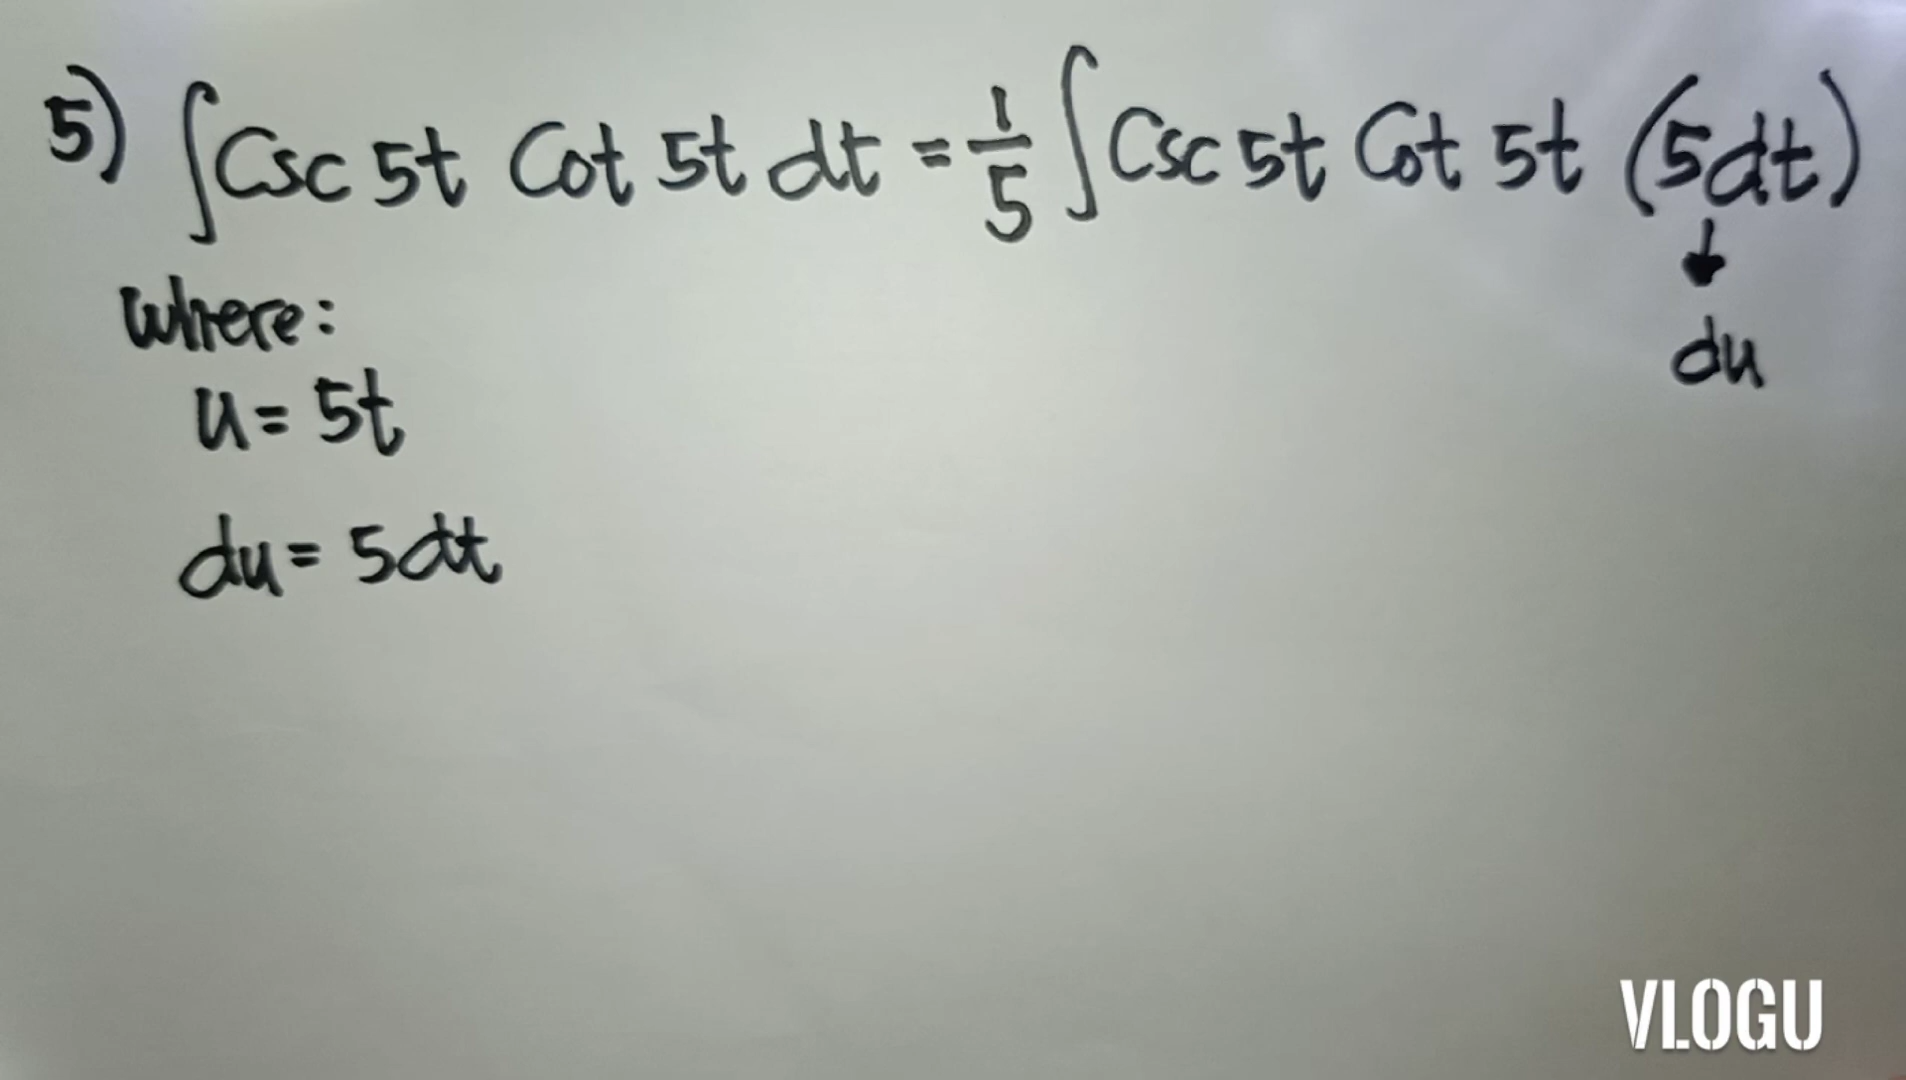 5) ∫Csc 5t Cot 5t dt = 1/5 ∫Csc 5t Cot 5t (5dt)
↓
du
where:
u = 5t
du = 5dt
VLOGU